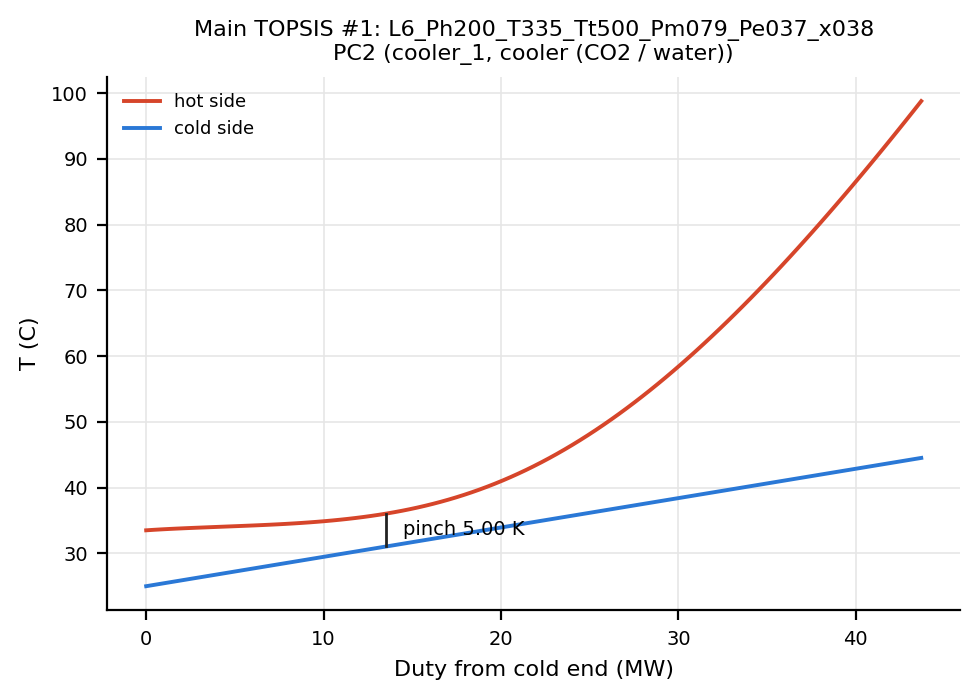 Main TOPSIS #1: L6_Ph200_T335_Tt500_Pm079_Pe037_x038
PC2 (cooler_1, cooler (CO2 / water))
hot side
cold side
100
90
80
70
60
50
40
30
T (C)
pinch 5.00 K
0
10
20
30
40
Duty from cold end (MW)